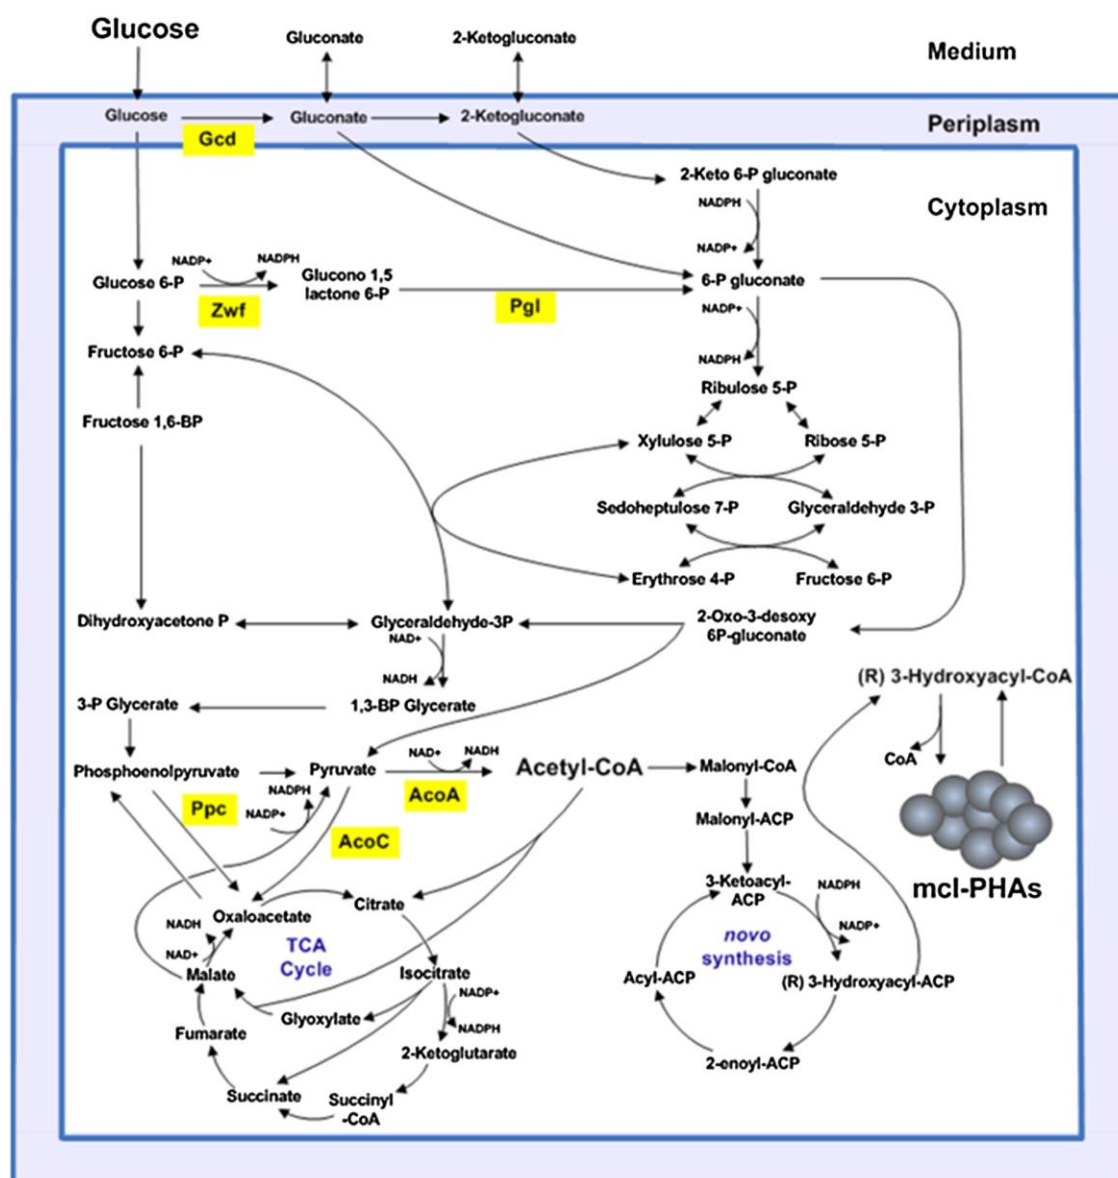 Glucose
Gluconate
2-Ketogluconate
Medium
Glucose
Gluconate
2-Ketogluconate
Periplasm
Gcd
2-Keto 6-P gluconate
Cytoplasm
NADPH
NADP+
NADP+
NADPH
Glucose 6-P
Glucono 1,5
lactone 6-P
6-P gluconate
Zwf
Pgl
NADP+
NADPH
Fructose 6-P
Ribulose 5-P
Fructose 1,6-BP
Xylulose 5-P
Ribose 5-P
Sedoheptulose 7-P
Glyceraldehyde 3-P
Erythrose 4-P
Fructose 6-P
Dihydroxyacetone P
Glyceraldehyde-3P
2-Oxo-3-desoxy
6P-gluconate
NAD+
NADH
(R) 3-Hydroxyacyl-CoA
3-P Glycerate
1,3-BP Glycerate
CoA
Phosphoenolpyruvate
Pyruvate
NAD+
NADH
Acetyl-CoA
Malonyl-CoA
NADPH
AcoA
Ppc
NADP+
Malonyl-ACP
AcoC
mcl-PHAs
3-Ketoacyl-
ACP
NADPH
Citrate
Oxaloacetate
NADH
NADP+
TCA
Cycle
novo
synthesis
NAD+
Malate
Isocitrate
Acyl-ACP
(R) 3-Hydroxyacyl-ACP
NADP+
Glyoxylate
NADPH
Fumarate
2-Ketoglutarate
2-enoyl-ACP
Succinate
Succinyl
-CoA